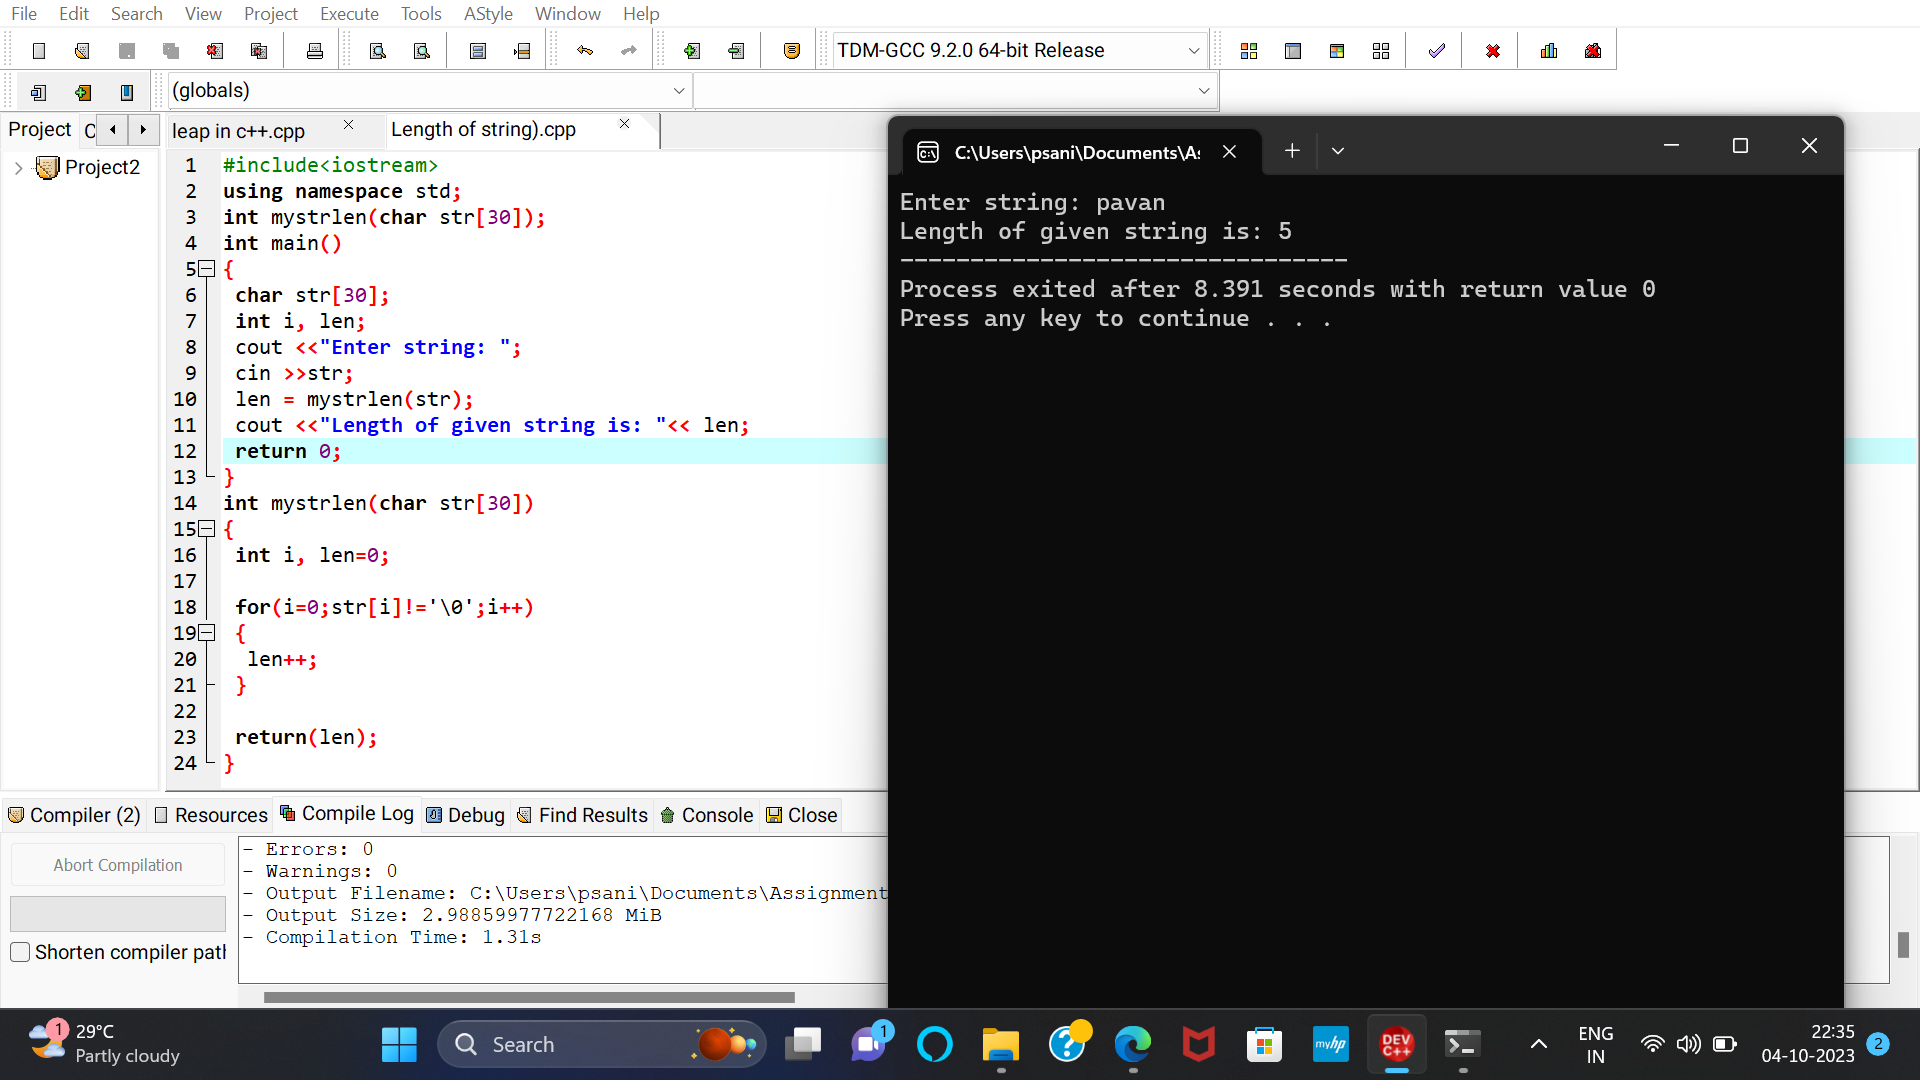 File Edit Search View Project Execute Tools AStyle Window Help
TDM-GCC 9.2.0 64-bit Release
(globals)
Project C
leap in c++.cpp
Length of string).cpp
Project2
1 #include<iostream>
2 using namespace std;
3 int mystrlen(char str[30]);
4 int main()
5 {
6 char str[30];
7 int i, len;
8 cout <<"Enter string: ";
9 cin >>str;
10 len = mystrlen(str);
11 cout <<"Length of given string is: "<< len;
12 return 0;
13 }
14 int mystrlen(char str[30])
15 {
16 int i, len=0;
17
18 for(i=0;str[i]!='\0';i++)
19 {
20 len++;
21 }
22
23 return(len);
24 }
C:\Users\psani\Documents\As
Enter string: pavan
Length of given string is: 5
--------------------------------
Process exited after 8.391 seconds with return value 0
Press any key to continue . . .
Compiler (2) Resources Compile Log Debug Find Results Console Close
Abort Compilation
Shorten compiler path
- Errors: 0
- Warnings: 0
- Output Filename: C:\Users\psani\Documents\Assignment
- Output Size: 2.98859977722168 MiB
- Compilation Time: 1.31s
1
29°C
Partly cloudy
Search
1
myhp
DEV
C++
ENG
IN
22:35
04-10-2023
2